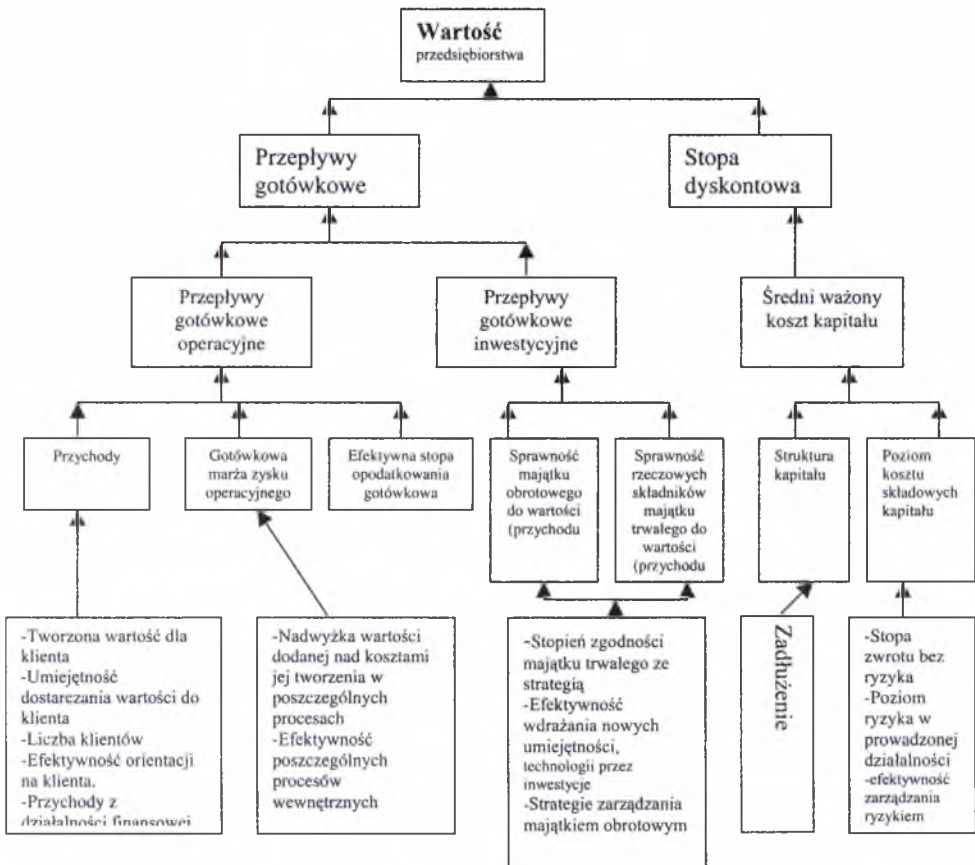 Wartość
przedsiębiorstwa
Przepływy
gotówkowe
Stopa
dyskontowa
Przepływy
gotówkowe
operacyjne
Przepływy
gotówkowe
inwestycyjne
Średni ważony
koszt kapitału
Przychody
Gotówkowa
marża zysku
operacyjnego
Efektywna stopa
opodatkowania
gotówkowa
Sprawność
majątku
obrotowego
do wartości
(przychodu
Sprawność
rzeczowych
składników
majątku
trwałego do
wartości
(przychodu
Struktura
kapitału
Poziom
kosztu
składowych
kapitału
-Tworzona wartość dla
klienta
-Umiejętność
dostarczania wartości do
klienta
-Liczba klientów
-Efektywność orientacji
na klienta.
-Przychody z
działalności finansowej
-Nadwyżka wartości
dodanej nad kosztami
jej tworzenia w
poszczególnych
procesach
-Efektywność
poszczególnych
procesów
wewnętrznych
-Stopień zgodności
majątku trwałego ze
strategią
-Efektywność
wdrażania nowych
umiejętności,
technologii przez
inwestycje
-Strategie zarządzania
majątkiem obrotowym
Zadłużenie
-Stopa
zwrotu bez
ryzyka
-Poziom
ryzyka w
prowadzonej
działalności
-efektywność
zarządzania
ryzykiem